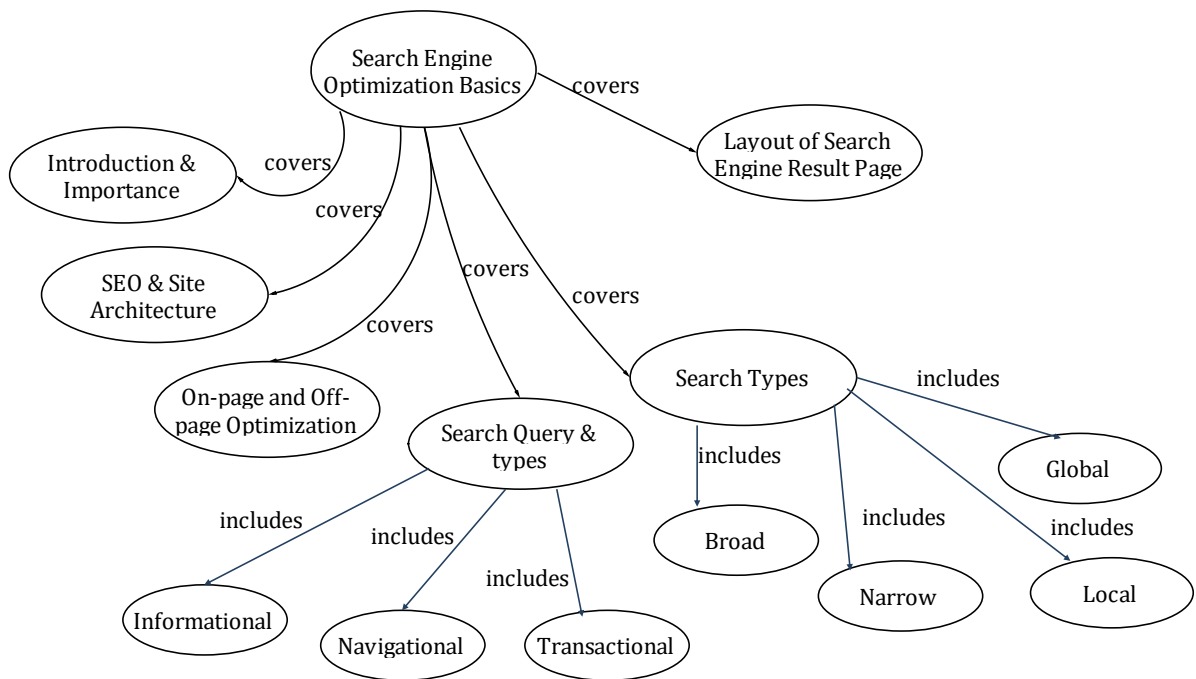 Search Engine
Optimization Basics
covers
Layout of Search
Engine Result Page
Introduction &
Importance
covers
covers
SEO & Site
Architecture
covers
covers
covers
On-page and Off-
page Optimization
Search Query &
types
Search Types
includes
includes
Global
includes
includes
Broad
Narrow
Local
includes
includes
includes
Informational
Navigational
Transactional